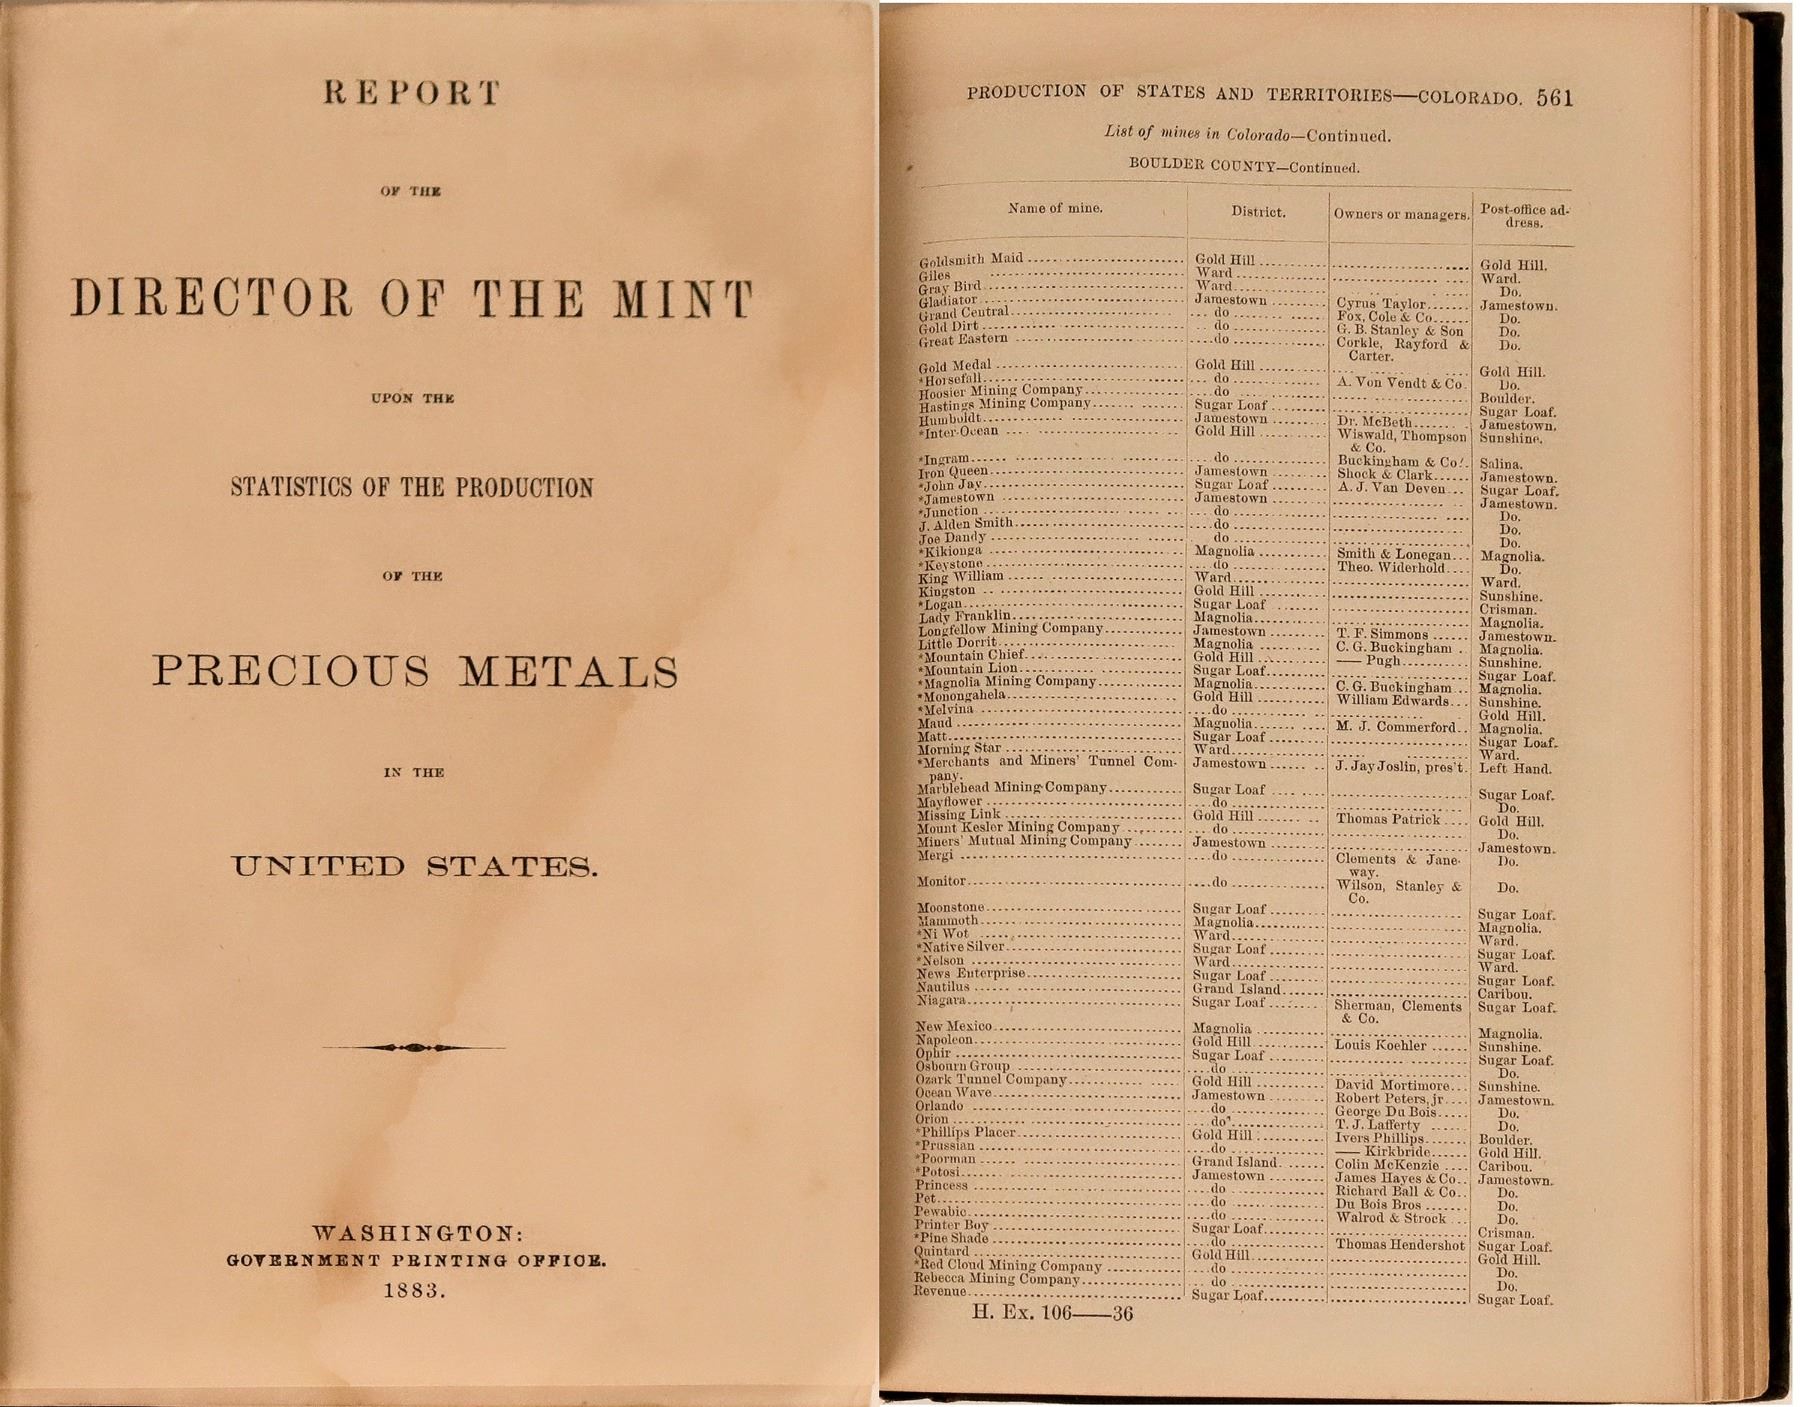 REPORT
OF THE
DIRECTOR OF THE MINT
UPON THE
STATISTICS OF THE PRODUCTION
OF THE
PRECIOUS METALS
IN THE
UNITED STATES.
WASHINGTON:
GOVERNMENT PRINTING OFFICE.
1883.
PRODUCTION OF STATES AND TERRITORIES—COLORADO. 561
List of mines in Colorado—Continued.
BOULDER COUNTY—Continued.
Name of mine. District. Owners or managers. Post-office ad-
dress.
Goldsmith Maid Gold Hill Gold Hill.
Giles Ward Ward.
Gray Bird Ward Do.
Gladiator Jamestown Cyrus Taylor Jamestown.
Grand Central do Fox, Cole & Co. Do.
Gold Dirt do G. B. Stanley & Son Do.
Great Eastern do Corkle, Rayford & Do.
Carter.
Gold Medal Gold Hill Gold Hill.
*Horsefall do A. Von Vendt & Co. Do.
Hoosier Mining Company do Boulder.
Hastings Mining Company Sugar Loaf Sugar Loaf.
Humboldt Jamestown Dr. McBeth Jamestown.
*Inter-Ocean Gold Hill Wiswald, Thompson Sunshine.
& Co.
*Ingram do Buckingham & Co. Salina.
Iron Queen Jamestown Shock & Clark Jamestown.
*John Jay Sugar Loaf A. J. Van Deven Sugar Loaf.
*Jamestown Jamestown Jamestown.
*Junction do Do.
J. Alden Smith do Do.
Joe Dandy do Do.
*Kikionga Magnolia Smith & Lonegan Magnolia.
*Keystone do Theo. Widerhold Do.
King William Ward Ward.
Kingston Gold Hill Sunshine.
*Logan Sugar Loaf Crisman.
Lady Franklin Magnolia Magnolia.
Longfellow Mining Company Jamestown T. F. Simmons Jamestown.
Little Dorrit Magnolia C. G. Buckingham Magnolia.
*Mountain Chief Gold Hill —— Pugh Sunshine.
*Mountain Lion Sugar Loaf Sugar Loaf.
*Magnolia Mining Company Magnolia C. G. Buckingham Magnolia.
*Monongahela Gold Hill William Edwards Sunshine.
*Melvina do Gold Hill.
Maud Magnolia M. J. Commerford Magnolia.
Matt Sugar Loaf Sugar Loaf.
Morning Star Ward Ward.
*Merchants and Miners' Tunnel Com- Jamestown J. Jay Joslin, pres't. Left Hand.
pany.
Marblehead Mining Company Sugar Loaf Sugar Loaf.
Mayflower do Do.
Missing Link Gold Hill Thomas Patrick Gold Hill.
Mount Kesler Mining Company do Do.
Miners' Mutual Mining Company Jamestown Jamestown.
Mergi do Clements & Jane- Do.
way.
Monitor do Wilson, Stanley & Do.
Co.
Moonstone Sugar Loaf Sugar Loaf.
Mammoth Magnolia Magnolia.
*Ni Wot Ward Ward.
*Native Silver Sugar Loaf Sugar Loaf.
*Nelson Ward Ward.
News Enterprise Sugar Loaf Sugar Loaf.
Nautilus Grand Island Caribou.
Niagara Sugar Loaf Sherman, Clements Sugar Loaf.
& Co.
New Mexico Magnolia Magnolia.
Napoleon Gold Hill Louis Koehler Sunshine.
Ophir Sugar Loaf Sugar Loaf.
Osbourn Group do Do.
Ozark Tunnel Company Gold Hill David Mortimore Sunshine.
Ocean Wave Jamestown Robert Peters, jr Jamestown.
Orlando do George Du Bois Do.
Orion do T. J. Lafferty Do.
*Phillips Placer Gold Hill Ivers Phillips Boulder.
*Prussian do —— Kirkbride Gold Hill.
*Poorman Grand Island Colin McKenzie Caribou.
*Potosi Jamestown James Hayes & Co. Jamestown.
Princess do Richard Ball & Co. Do.
Pet do Du Bois Bros Do.
Pewabic do Walrod & Strock Do.
Printer Boy Sugar Loaf Crisman.
*Pine Shade do Thomas Hendershot Sugar Loaf.
Quintard Gold Hill Gold Hill.
*Red Cloud Mining Company do Do.
Rebecca Mining Company do Do.
Revenue Sugar Loaf Sugar Loaf.
H. Ex. 106——36